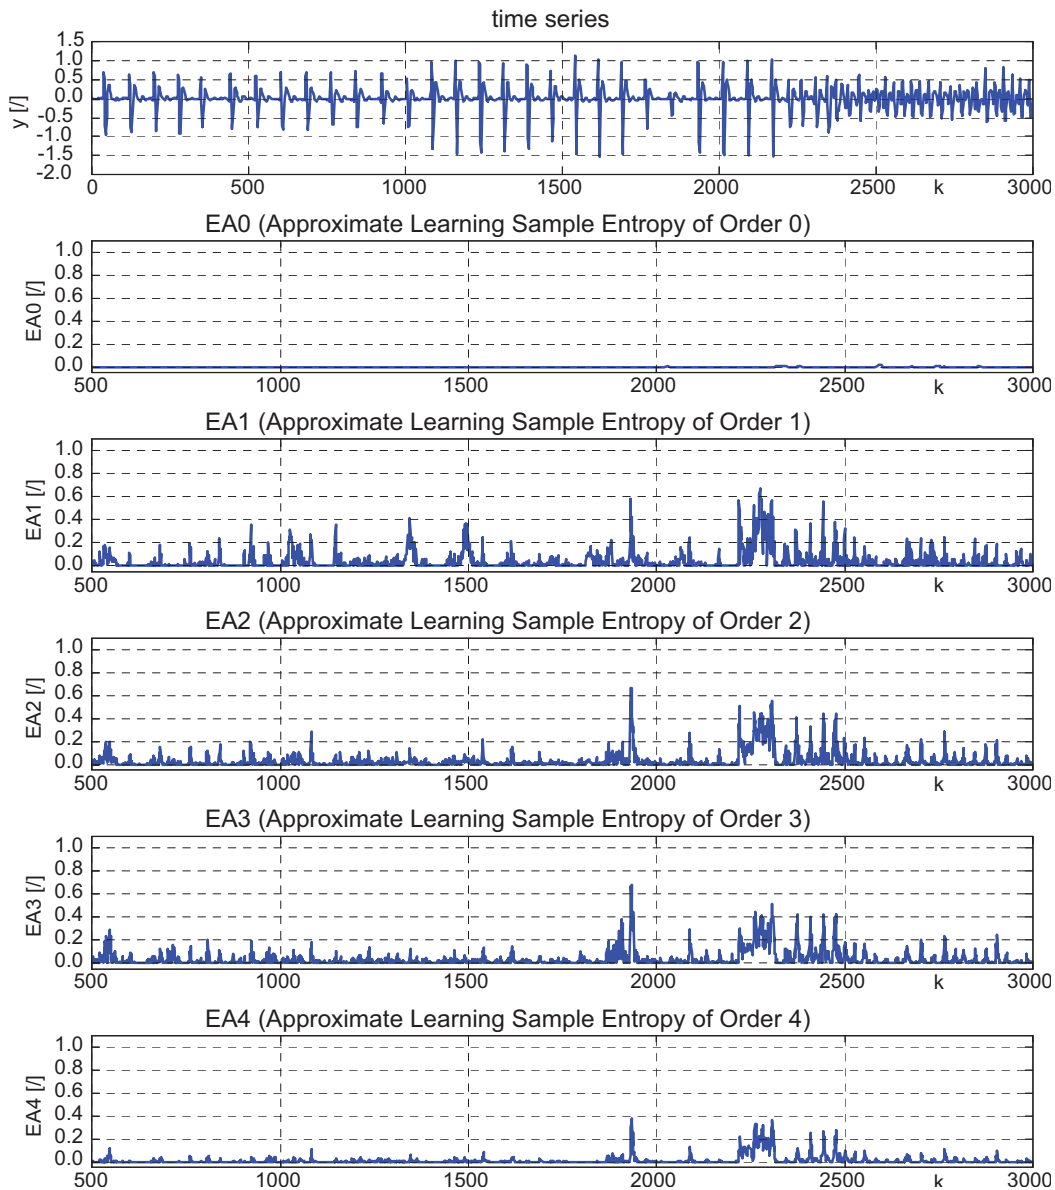 time series
1.5
1.0
0.5
0.0
-0.5
-1.0
-1.5
-2.0
y [/]
0 500 1000 1500 2000 2500 k 3000
EA0 (Approximate Learning Sample Entropy of Order 0)
1.0
0.8
0.6
0.4
0.2
0.0
EA0 [/]
500 1000 1500 2000 2500 k 3000
EA1 (Approximate Learning Sample Entropy of Order 1)
1.0
0.8
0.6
0.4
0.2
0.0
EA1 [/]
500 1000 1500 2000 2500 k 3000
EA2 (Approximate Learning Sample Entropy of Order 2)
1.0
0.8
0.6
0.4
0.2
0.0
EA2 [/]
500 1000 1500 2000 2500 k 3000
EA3 (Approximate Learning Sample Entropy of Order 3)
1.0
0.8
0.6
0.4
0.2
0.0
EA3 [/]
500 1000 1500 2000 2500 k 3000
EA4 (Approximate Learning Sample Entropy of Order 4)
1.0
0.8
0.6
0.4
0.2
0.0
EA4 [/]
500 1000 1500 2000 2500 k 3000